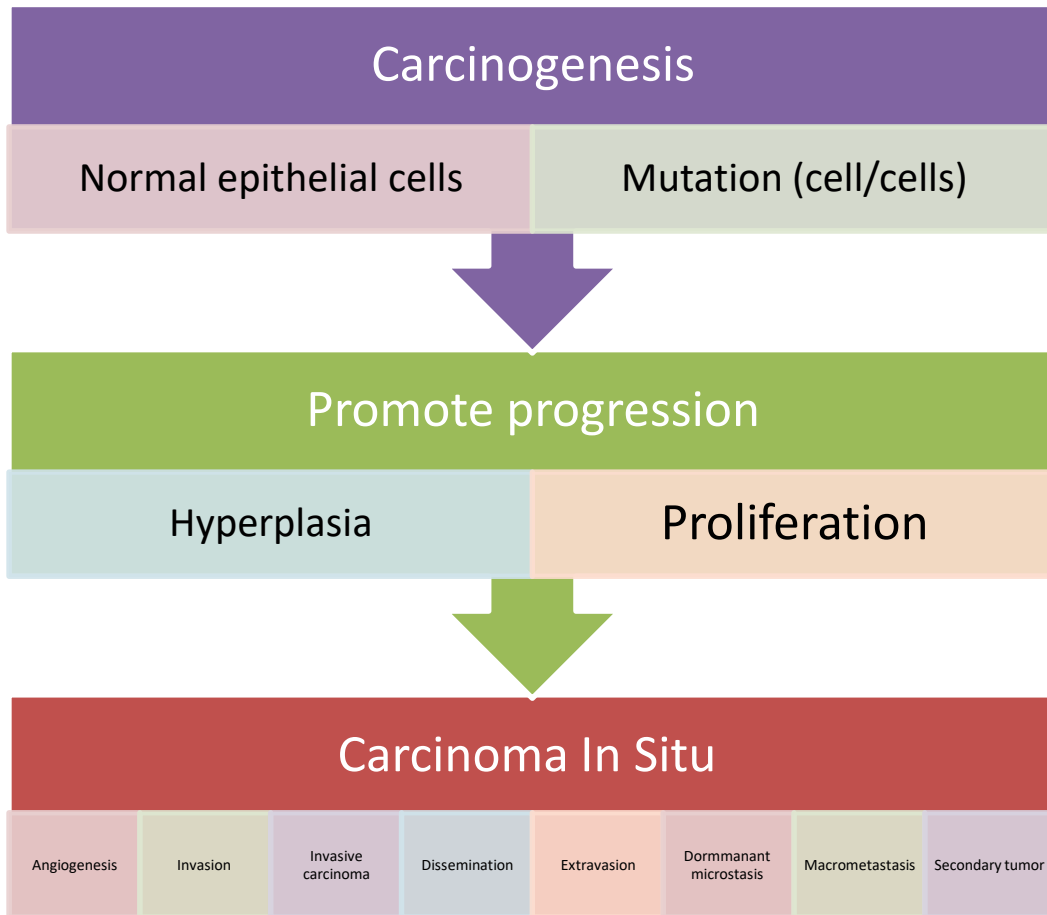 Carcinogenesis
Normal epithelial cells
Mutation (cell/cells)
Promote progression
Hyperplasia
Proliferation
Carcinoma In Situ
Angiogenesis
Invasion
Invasive
carcinoma
Dissemination
Extravasion
Dormmanant
microstasis
Macrometastasis
Secondary tumor